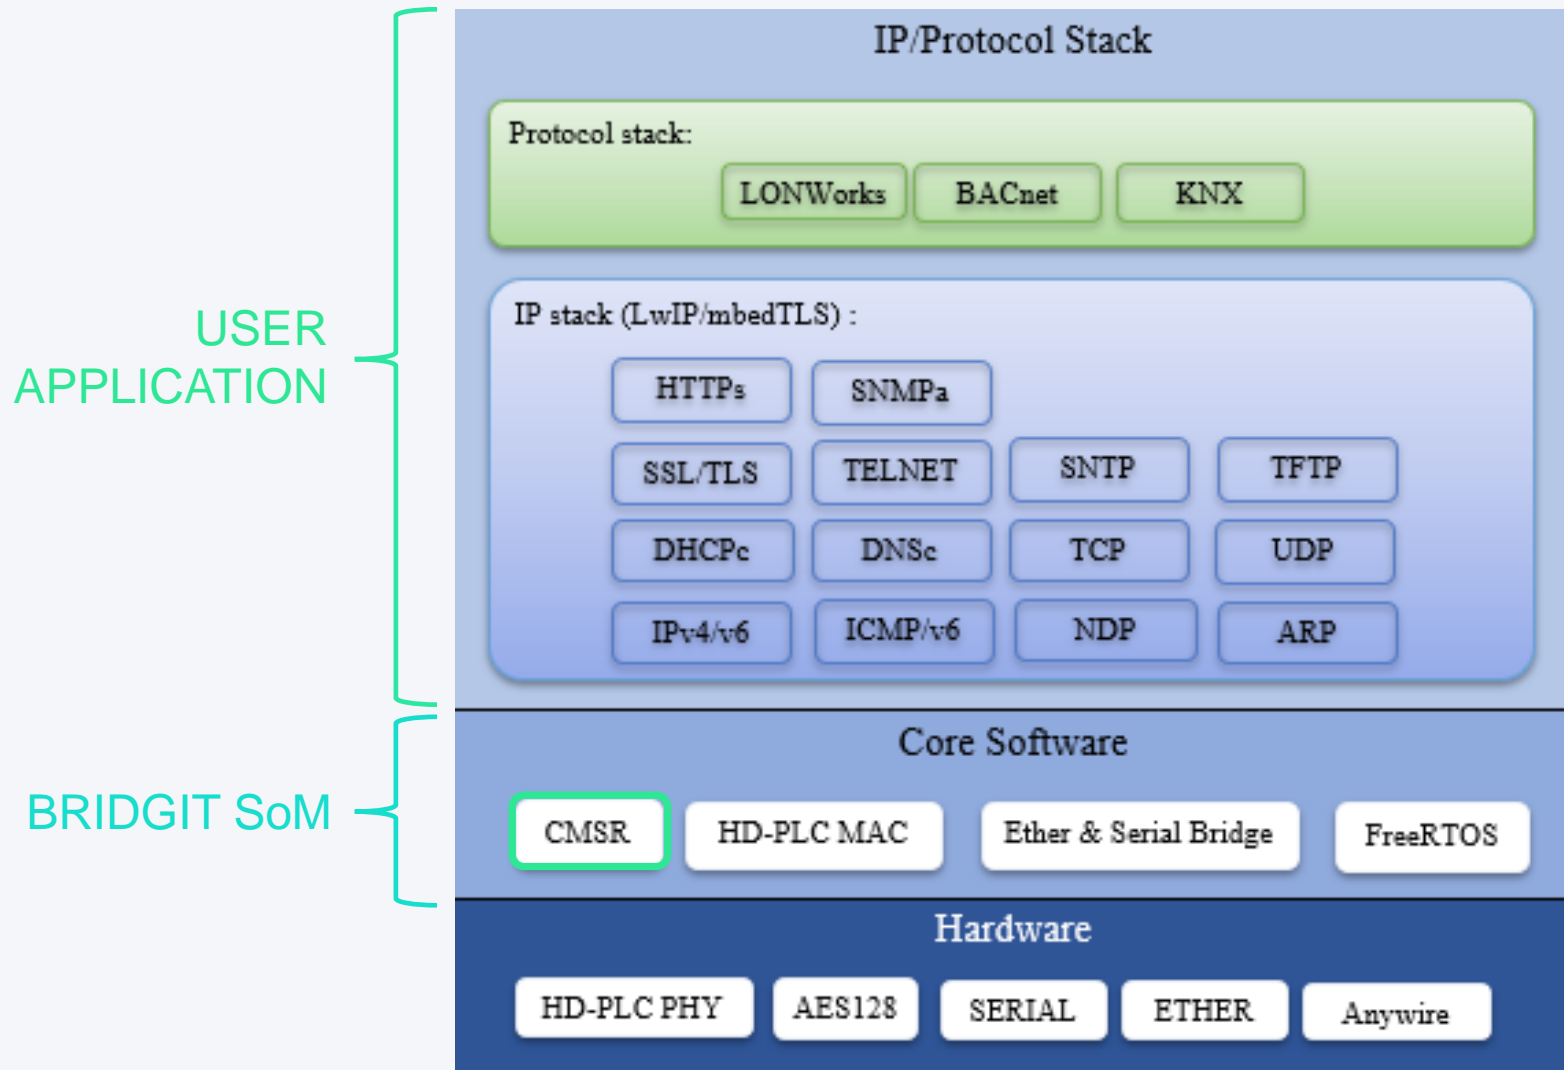 IP/Protocol Stack
Protocol stack:
LONWorks BACnet KNX
USER
APPLICATION
IP stack (LwIP/mbedTLS) :
HTTPs SNMPa
SSL/TLS TELNET SNTP TFTP
DHCPc DNSc TCP UDP
IPv4/v6 ICMP/v6 NDP ARP
BRIDGIT SoM
Core Software
CMSR HD-PLC MAC Ether & Serial Bridge FreeRTOS
Hardware
HD-PLC PHY AES128 SERIAL ETHER Anywire